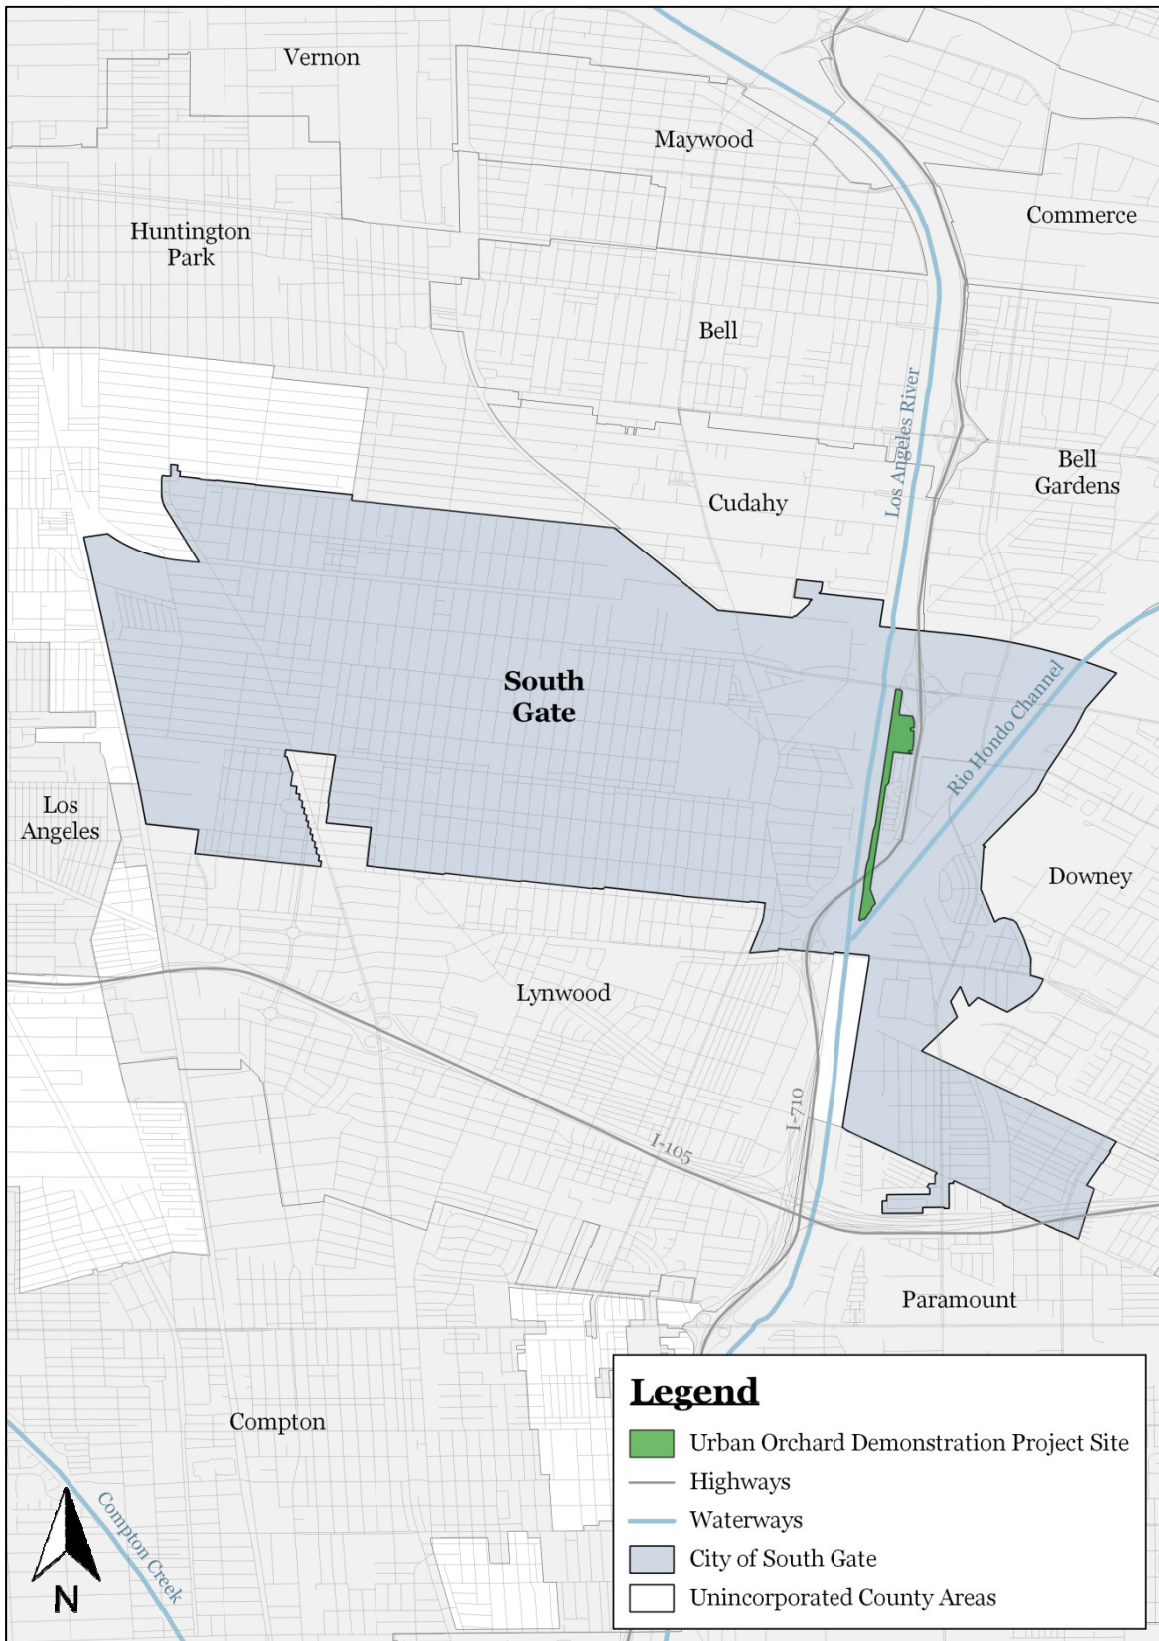 Vernon
Maywood
Commerce
Huntington
Park
Bell
Los Angeles River
Bell
Gardens
Cudahy
South
Gate
Rio Hondo Channel
Los
Angeles
Downey
Lynwood
I-710
I-105
Paramount
Compton
Compton Creek
N
Legend
Urban Orchard Demonstration Project Site
Highways
Waterways
City of South Gate
Unincorporated County Areas